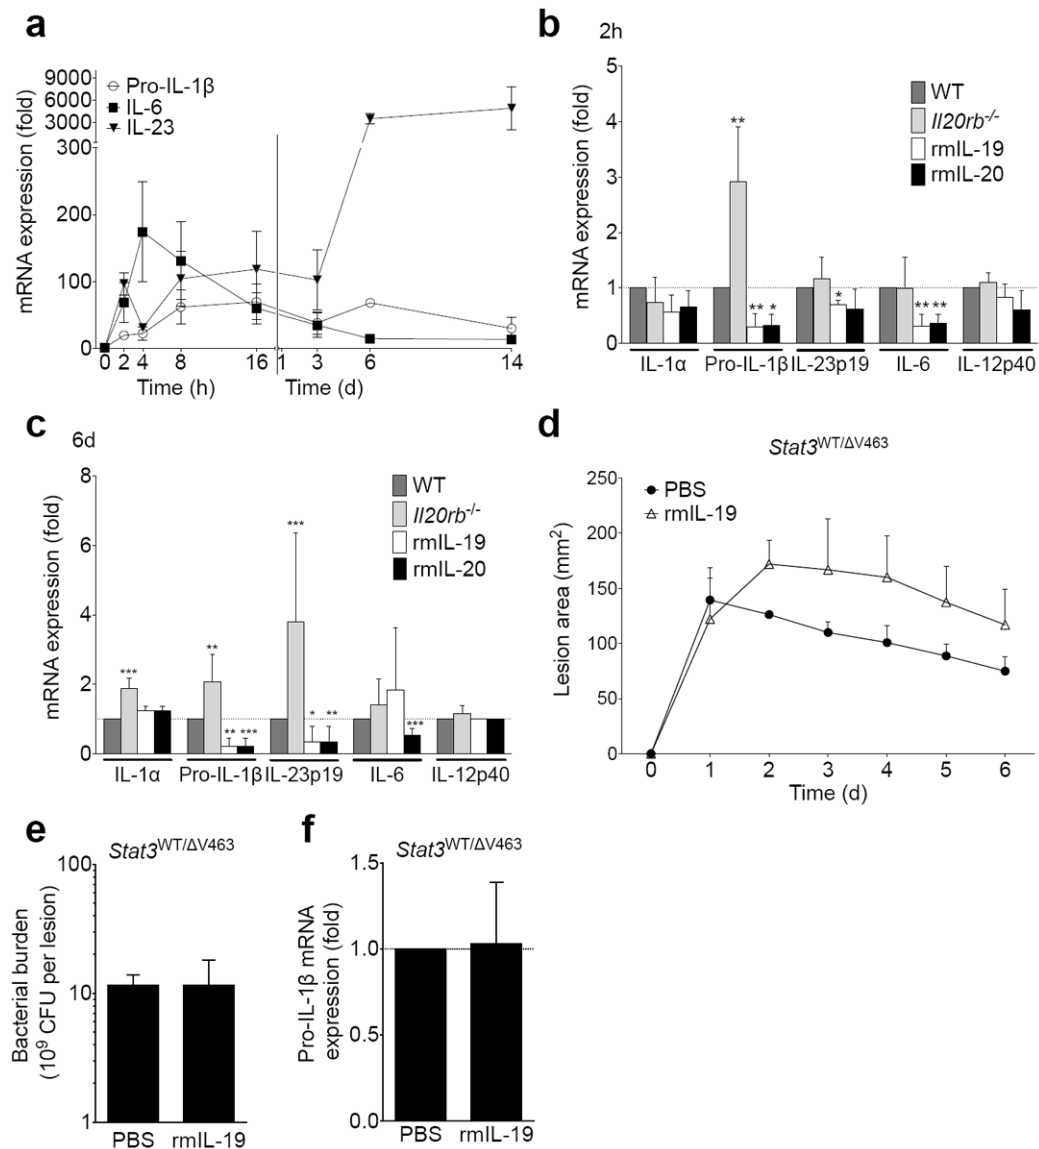 a
mRNA expression (fold)
9000
6000
3000
300
200
100
0
Pro-IL-1β
IL-6
IL-23
0 2 4 8 16 1 3 6 14
Time (h) Time (d)
b
2h
mRNA expression (fold)
5
4
3
2
1
0
WT
Il20rb-/-
rmIL-19
rmIL-20
**
** *
*
** **
IL-1α Pro-IL-1β IL-23p19 IL-6 IL-12p40
c
6d
mRNA expression (fold)
8
6
4
2
0
WT
Il20rb-/-
rmIL-19
rmIL-20
***
**
** ***
***
* **
***
IL-1α Pro-IL-1β IL-23p19 IL-6 IL-12p40
d
Stat3WT/ΔV463
Lesion area (mm²)
250
200
150
100
50
0
PBS
rmIL-19
0 1 2 3 4 5 6
Time (d)
e
Stat3WT/ΔV463
Bacterial burden
(10⁹ CFU per lesion)
100
10
1
PBS rmIL-19
f
Stat3WT/ΔV463
Pro-IL-1β mRNA
expression (fold)
1.5
1.0
0.5
0.0
PBS rmIL-19